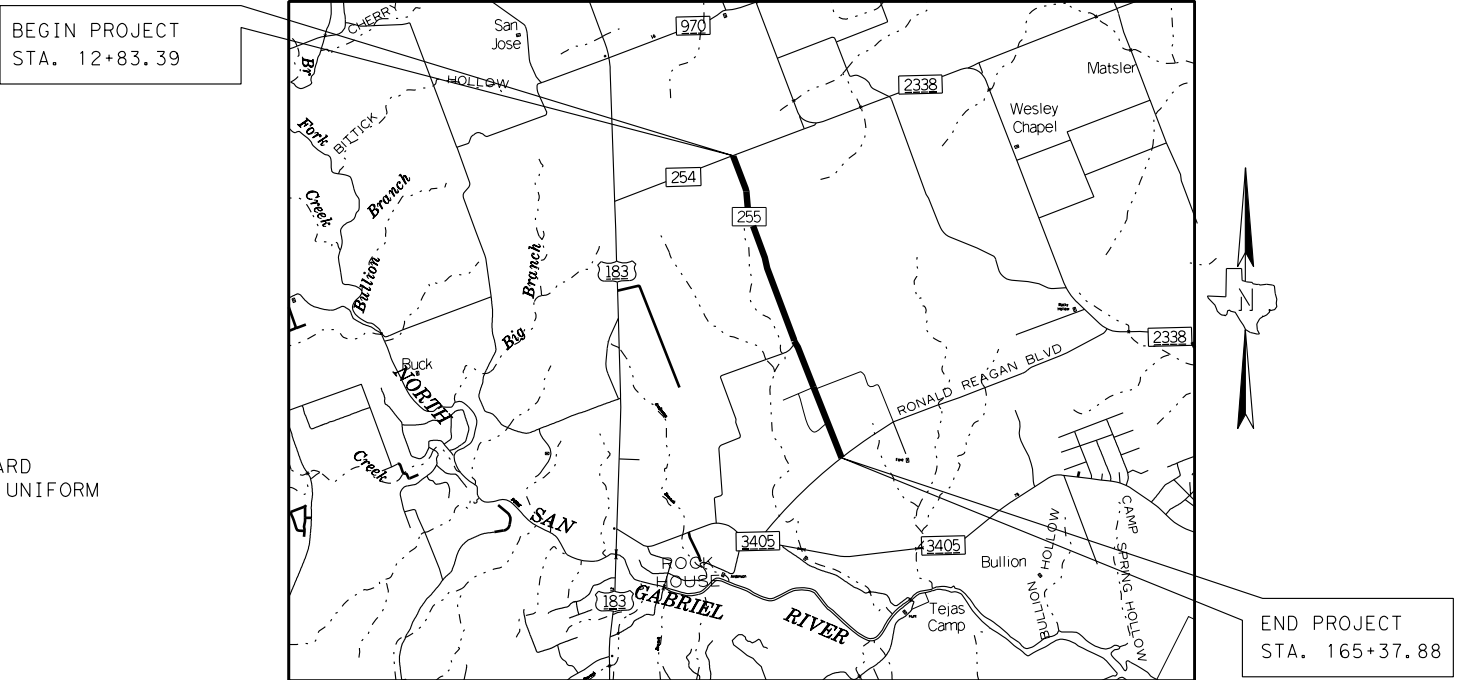 BEGIN PROJECT
STA. 12+83.39
CHERRY
San
Jose
970
Br
HOLLOW
2338
Matsler
Wesley
Chapel
Fork
BITTICK
254
Creek
Branch
255
Bullion
Branch
183
N
Big
2338
Buck
NORTH
RONALD REAGAN BLVD
ARD
UNIFORM
Creek
SAN
3405
3405
CAMP SPRING HOLLOW
Bullion
BULLION HOLLOW
ROCK
HOUSE
183
GABRIEL
RIVER
Tejas
Camp
END PROJECT
STA. 165+37.88